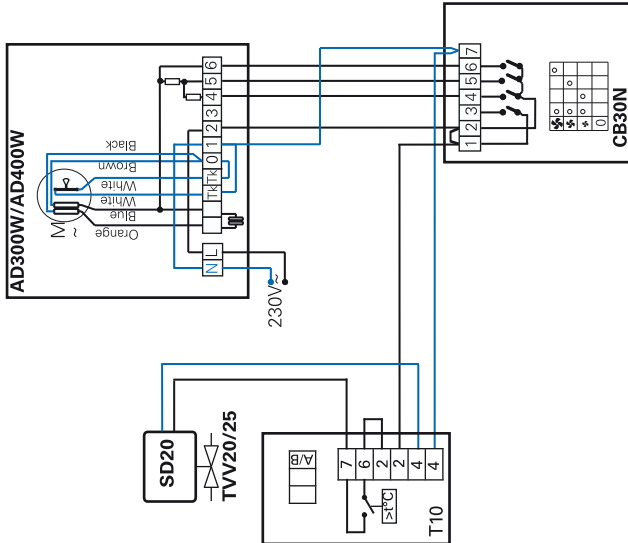 AD300W/AD400W
M
~
Black
Brown
White
White
Blue
Orange
6
5
4
3
2
1
0
Tk
Tk
L
N
230V~
7
6
5
4
3
2
1
0
CB30N
SD20
TVV20/25
A/B
7
6
2
2
4
4
>t°C
T10